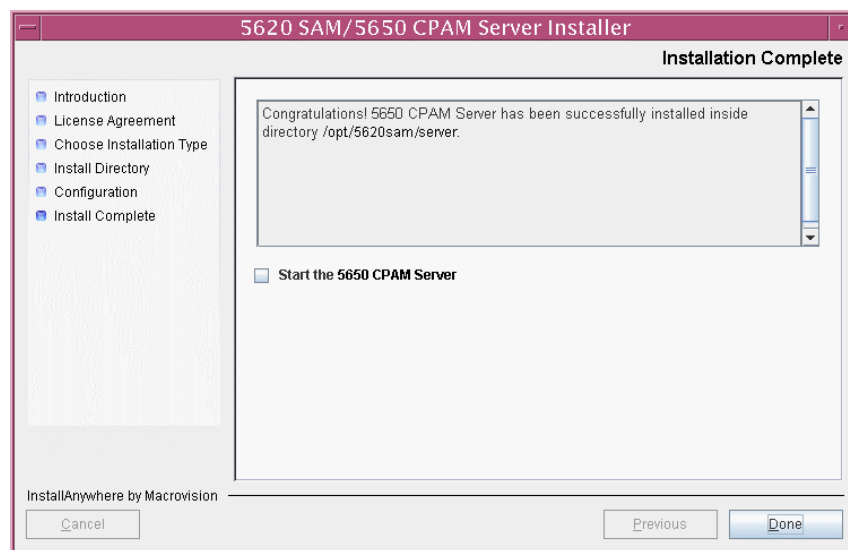 5620 SAM/5650 CPAM Server Installer
Installation Complete
Introduction
License Agreement
Choose Installation Type
Install Directory
Configuration
Install Complete
Congratulations! 5650 CPAM Server has been successfully installed inside
directory /opt/5620sam/server.
Start the 5650 CPAM Server
InstallAnywhere by Macrovision
Cancel
Previous
Done